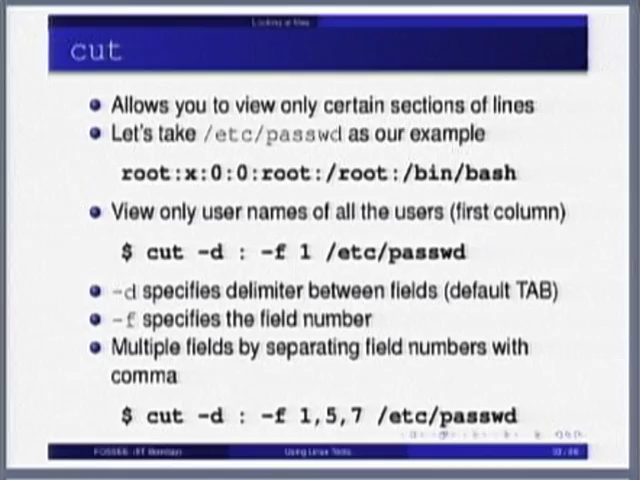 Looking at files
cut
Allows you to view only certain sections of lines
Let's take /etc/passwd as our example
root:x:0:0:root:/root:/bin/bash
View only user names of all the users (first column)
$ cut -d : -f 1 /etc/passwd
-d specifies delimiter between fields (default TAB)
-f specifies the field number
Multiple fields by separating field numbers with
comma
$ cut -d : -f 1,5,7 /etc/passwd
Using Linux Tools